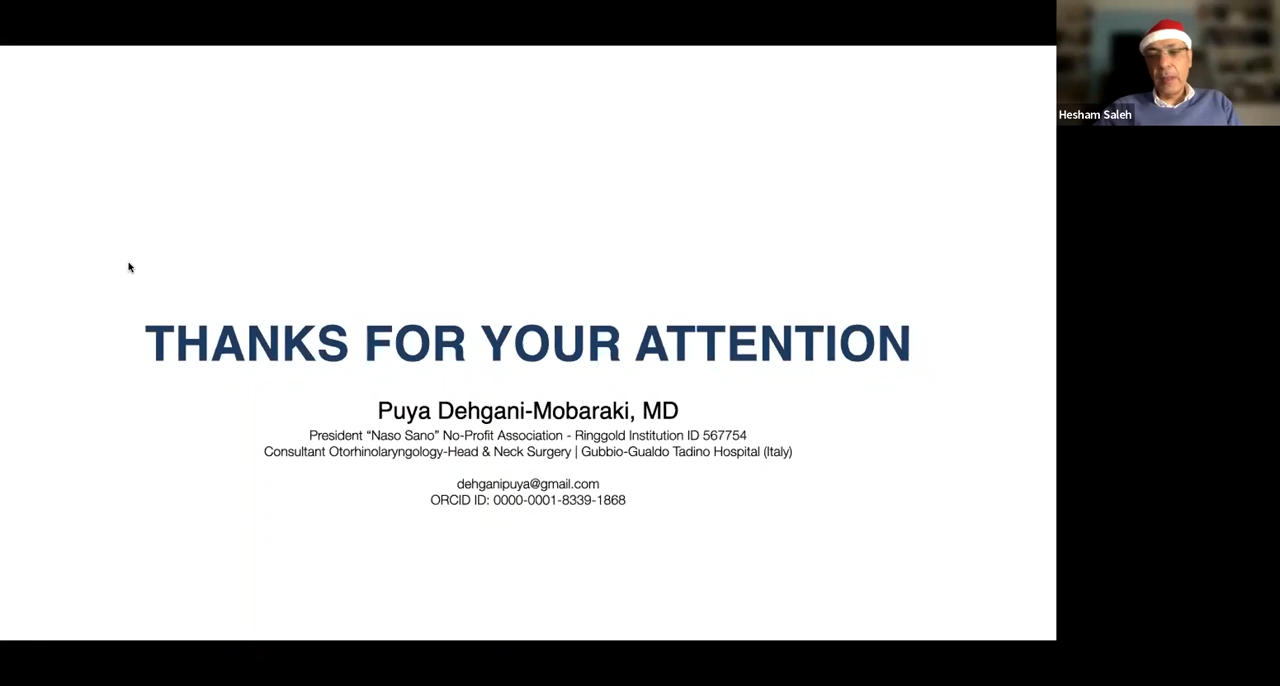 Hesham Saleh
THANKS FOR YOUR ATTENTION
Puya Dehgani-Mobaraki, MD
President “Naso Sano” No-Profit Association - Ringgold Institution ID 567754
Consultant Otorhinolaryngology-Head & Neck Surgery | Gubbio-Gualdo Tadino Hospital (Italy)
dehganipuya@gmail.com
ORCID ID: 0000-0001-8339-1868